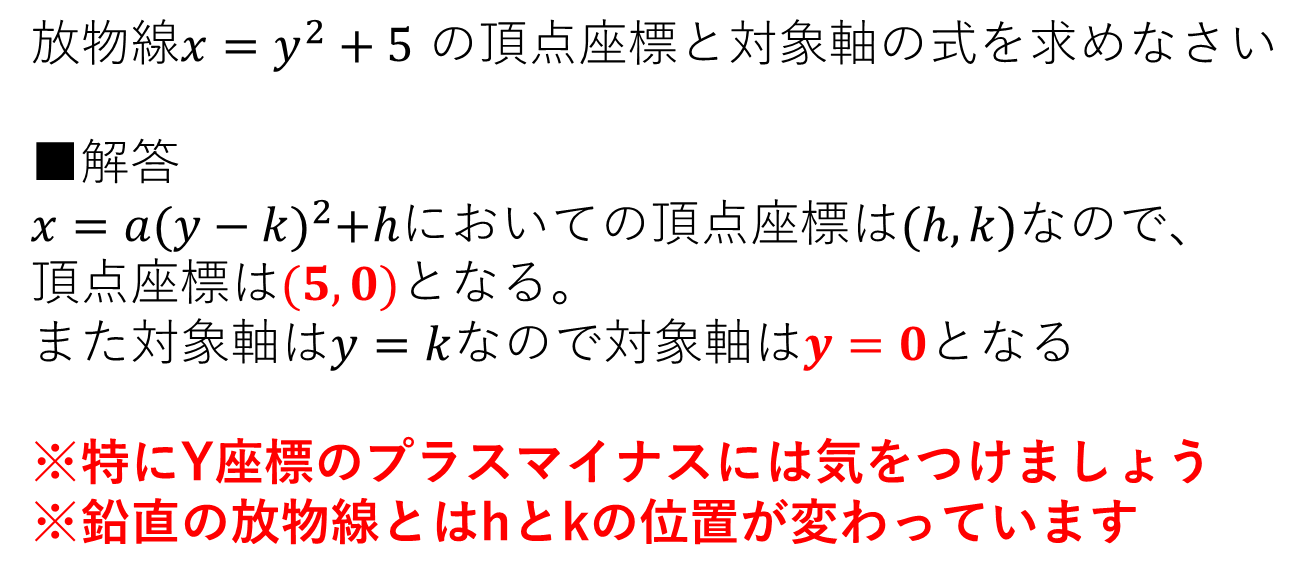 放物線x = y² + 5 の頂点座標と対象軸の式を求めなさい
■解答
x = a(y − k)²+hにおいての頂点座標は(h, k)なので、
頂点座標は(5, 0)となる。
また対象軸はy = kなので対象軸はy = 0となる
※特にY座標のプラスマイナスには気をつけましょう
※鉛直の放物線とはhとkの位置が変わっています